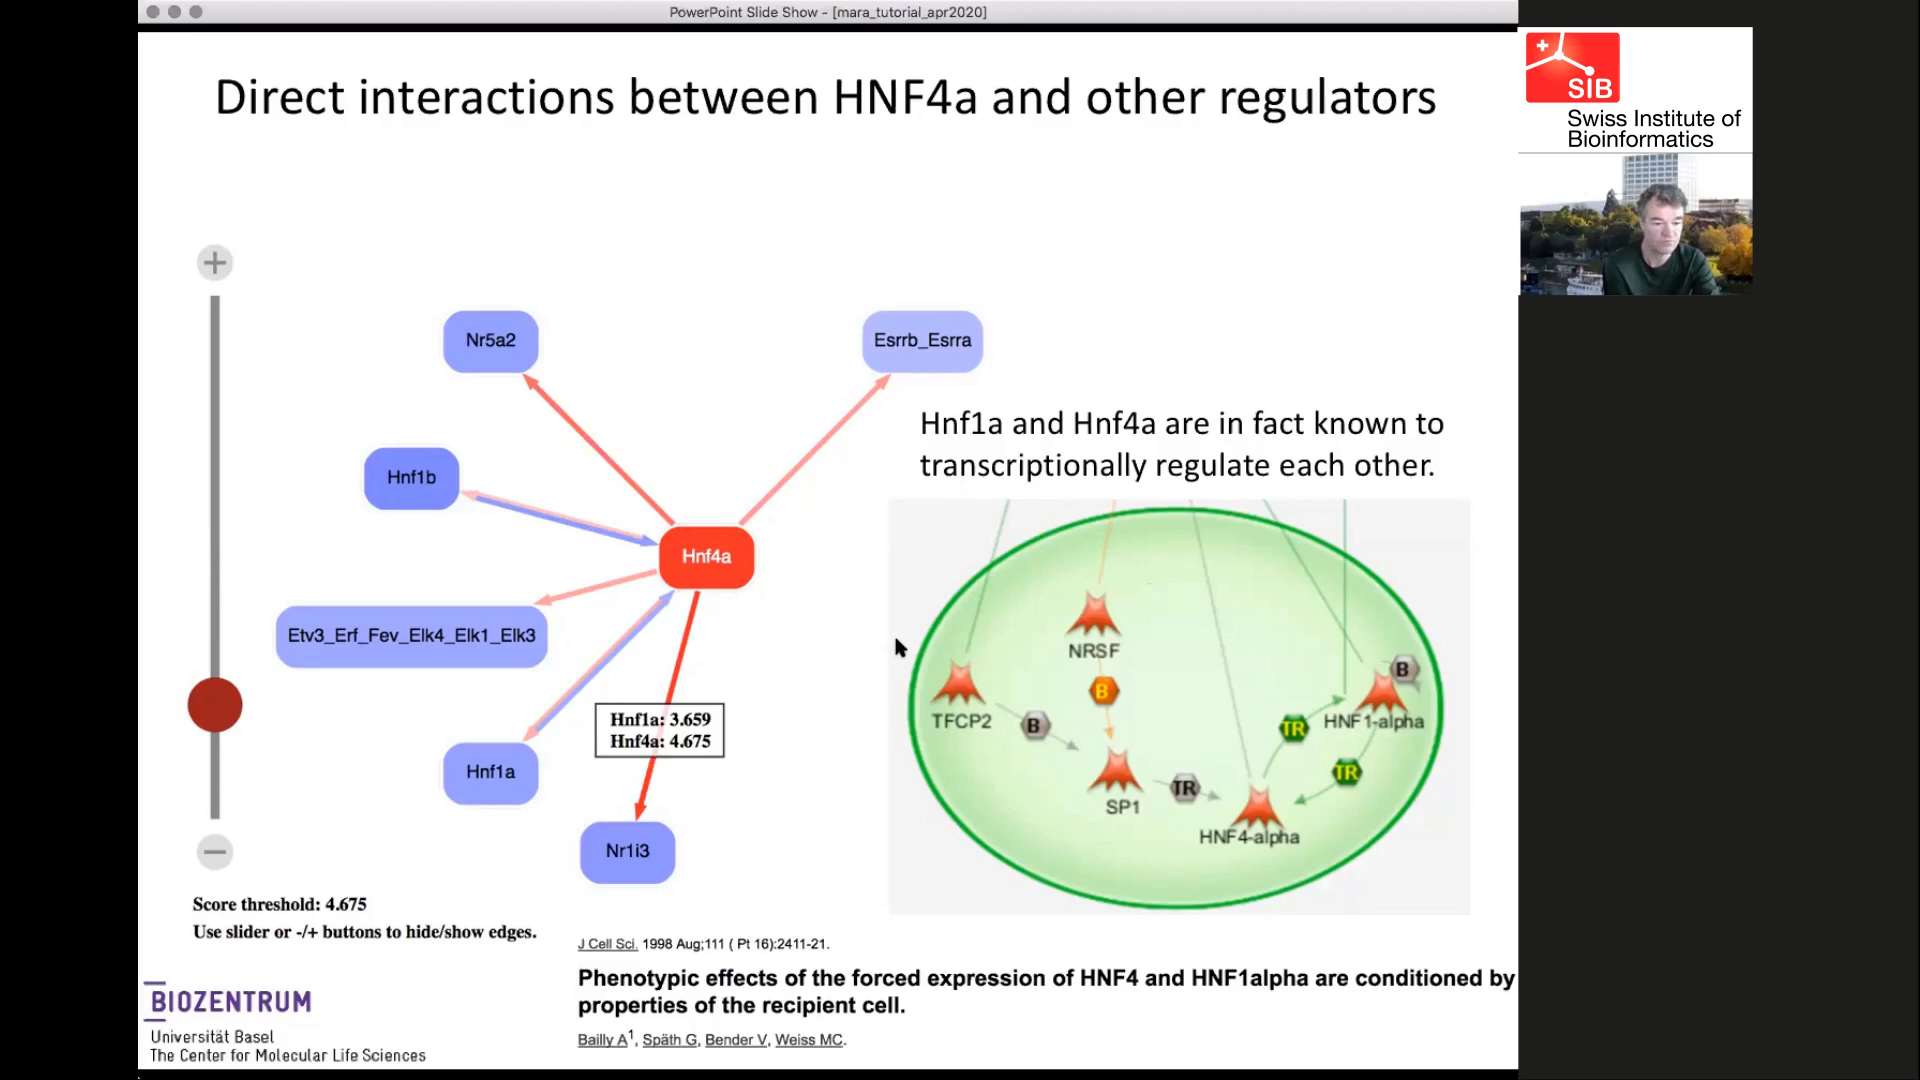 PowerPoint Slide Show - [mara_tutorial_apr2020]
SIB
Swiss Institute of
Bioinformatics
Direct interactions between HNF4a and other regulators
Nr5a2
Esrrb_Esrra
Hnf1b
Hnf4a
Etv3_Erf_Fev_Elk4_Elk1_Elk3
Hnf1a: 3.659
Hnf4a: 4.675
Hnf1a
Nr1i3
Score threshold: 4.675
Use slider or -/+ buttons to hide/show edges.
Hnf1a and Hnf4a are in fact known to
transcriptionally regulate each other.
NRSF
B
B
TFCP2
HNF1-alpha
B
TR
TR
SP1
TR
HNF4-alpha
J Cell Sci. 1998 Aug;111 ( Pt 16):2411-21.
Phenotypic effects of the forced expression of HNF4 and HNF1alpha are conditioned by
properties of the recipient cell.
Bailly A1, Späth G, Bender V, Weiss MC.
BIOZENTRUM
Universität Basel
The Center for Molecular Life Sciences